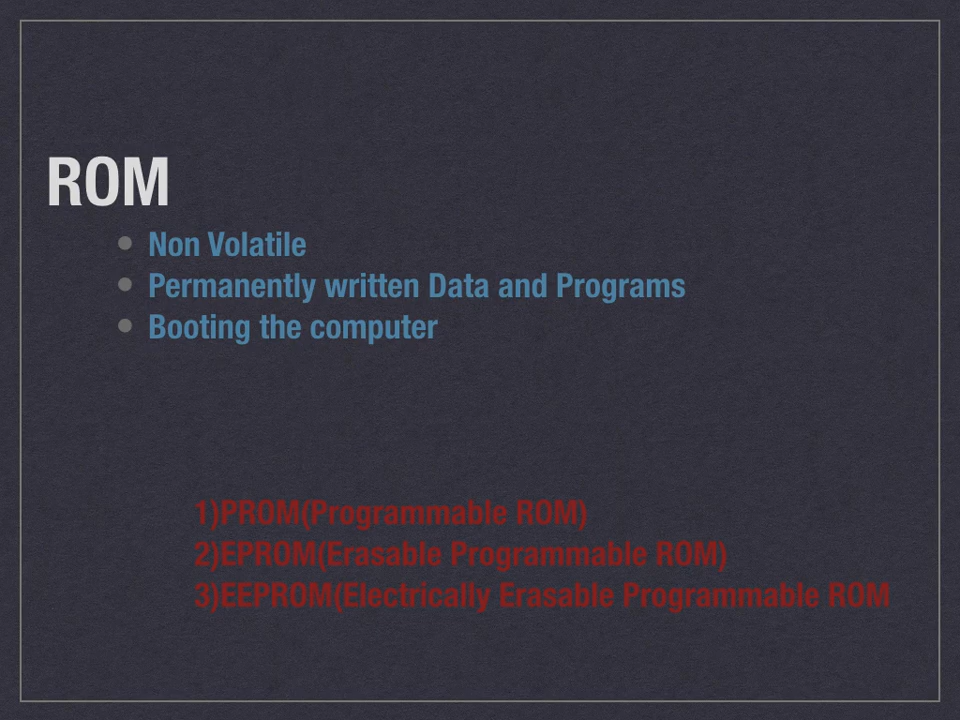 ROM
• Non Volatile
• Permanently written Data and Programs
• Booting the computer
1)PROM(Programmable ROM)
2)EPROM(Erasable Programmable ROM)
3)EEPROM(Electrically Erasable Programmable ROM